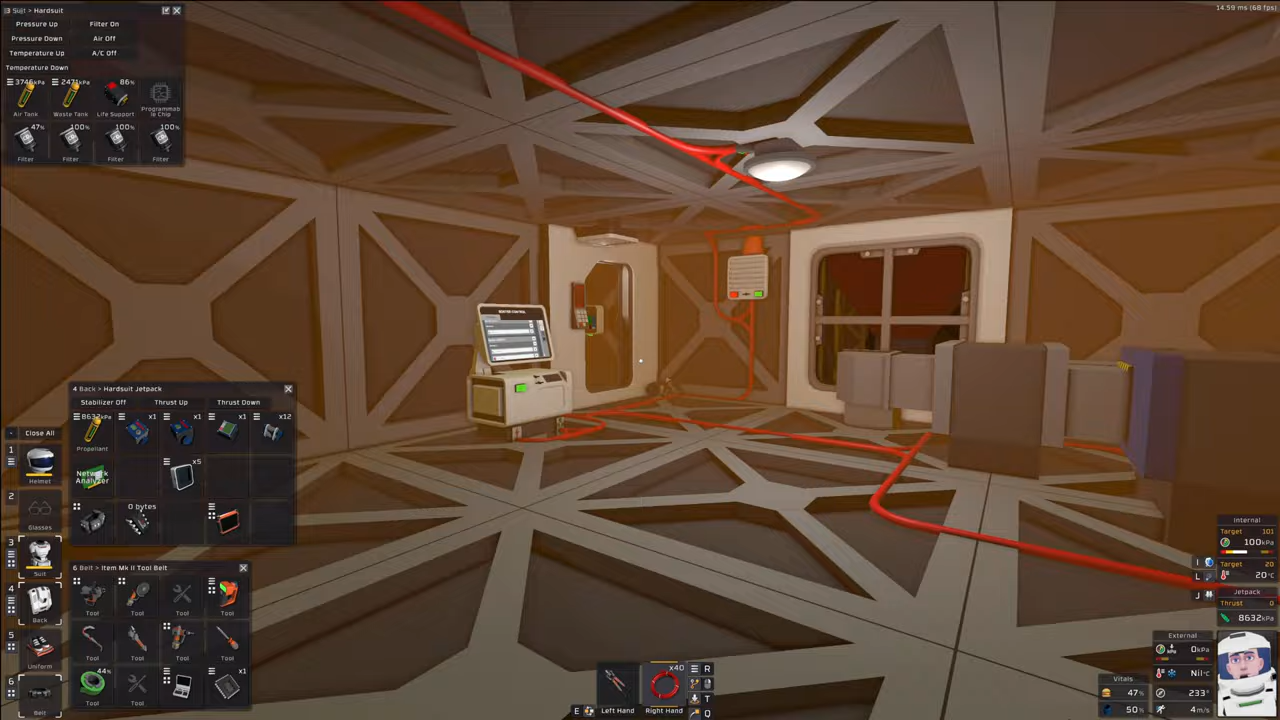 3 Suit > Hardsuit
14.59 ms (68 fps)
Pressure Up
Filter On
Pressure Down
Air Off
Temperature Up
A/C Off
Temperature Down
3746kPa
2471kPa
86%
Air Tank
Waste Tank
Life Support
Programmab
le Chip
47%
100%
100%
100%
Filter
Filter
Filter
Filter
4 Back > Hardsuit Jetpack
Stabilizer Off
Thrust Up
Thrust Down
8632kPa
x1
x1
x1
x12
Propellant
Network
Analyzer
x5
0 bytes
Close All
1
Helmet
2
Glasses
3
Suit
4
Back
5
Uniform
6
Belt
6 Belt > Item Mk II Tool Belt
Tool
Tool
Tool
Tool
Tool
Tool
Tool
Tool
44%
Tool
Tool
x1
x40
R
T
E
Left Hand
Right Hand
Q
Internal
Target 101
100kPa
I
Target 20
L
20°C
J
Jetpack
Thrust 0
8632kPa
External
0kPa
Nil°C
Vitals
47%
233°
50%
4m/s